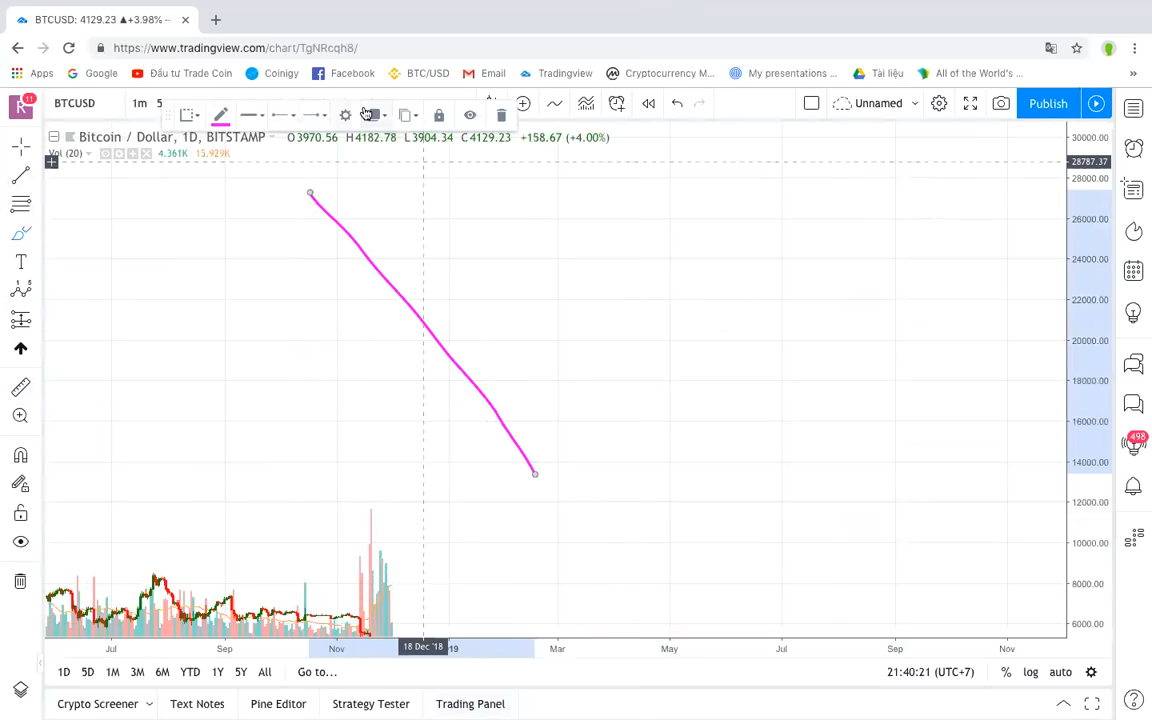 BTCUSD: 4129.23 ▲+3.98% –
https://www.tradingview.com/chart/TgNRcqh8/
Apps Google Đầu tư Trade Coin Coinigy Facebook BTC/USD Email Tradingview Cryptocurrency M... My presentations ... Tài liệu All of the World's ... »
R 11 BTCUSD 1m 5 Unnamed Publish
Bitcoin / Dollar, 1D, BITSTAMP O3970.56 H4182.78 L3904.34 C4129.23 +158.67 (+4.00%)
Vol (20) 4.361K 15.929K
30000.00
28787.37
28000.00
26000.00
24000.00
22000.00
20000.00
18000.00
16000.00
14000.00
12000.00
10000.00
8000.00
6000.00
498
Jul Sep Nov 18 Dec '18 19 Mar May Jul Sep Nov
1D 5D 1M 3M 6M YTD 1Y 5Y All Go to... 21:40:21 (UTC+7) % log auto
Crypto Screener Text Notes Pine Editor Strategy Tester Trading Panel